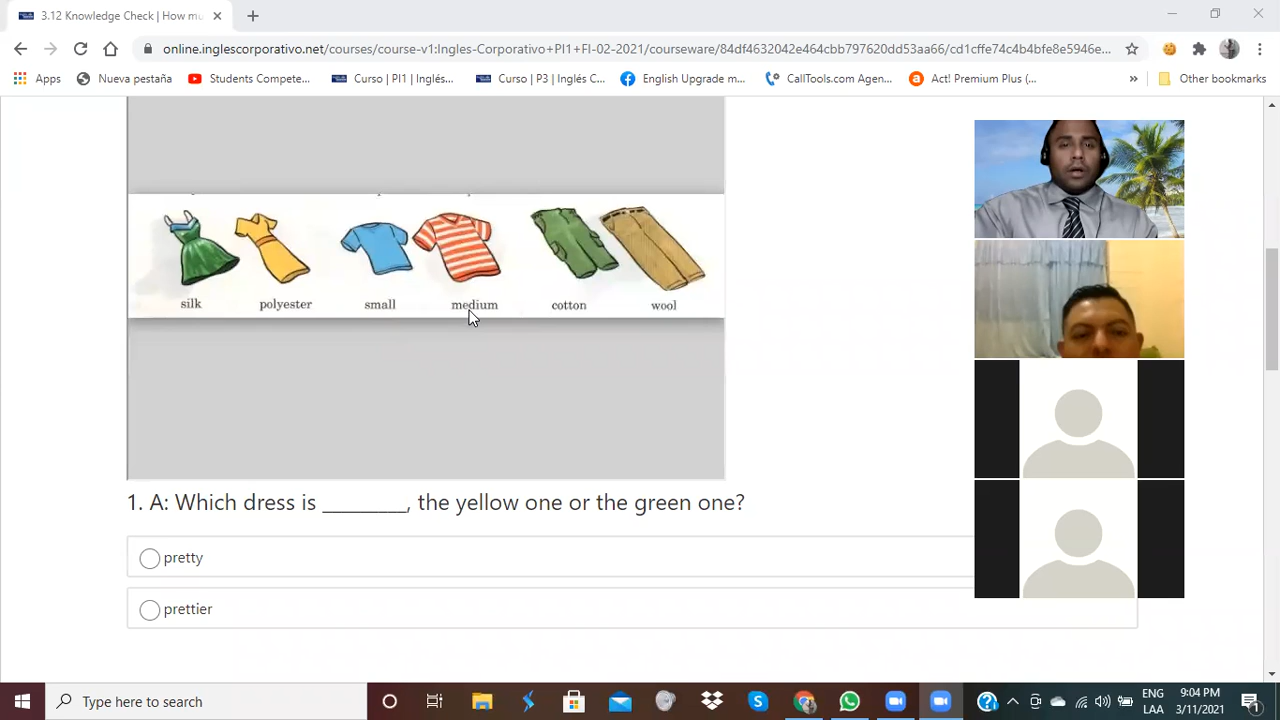 3.12 Knowledge Check | How mu
online.inglescorporativo.net/courses/course-v1:Ingles-Corporativo+PI1+FI-02-2021/courseware/84df4632042e464cbb797620dd53aa66/cd1cffe74c4b4bfe8e5946e...
Apps Nueva pestaña Students Compete... Curso | PI1 | Inglés... Curso | P3 | Inglés C... English Upgrade m... CallTools.com Agen... Act! Premium Plus (... » Other bookmarks
silk polyester small medium cotton wool
1. A: Which dress is ________, the yellow one or the green one?
pretty
prettier
Type here to search
ENG 9:04 PM
LAA 3/11/2021